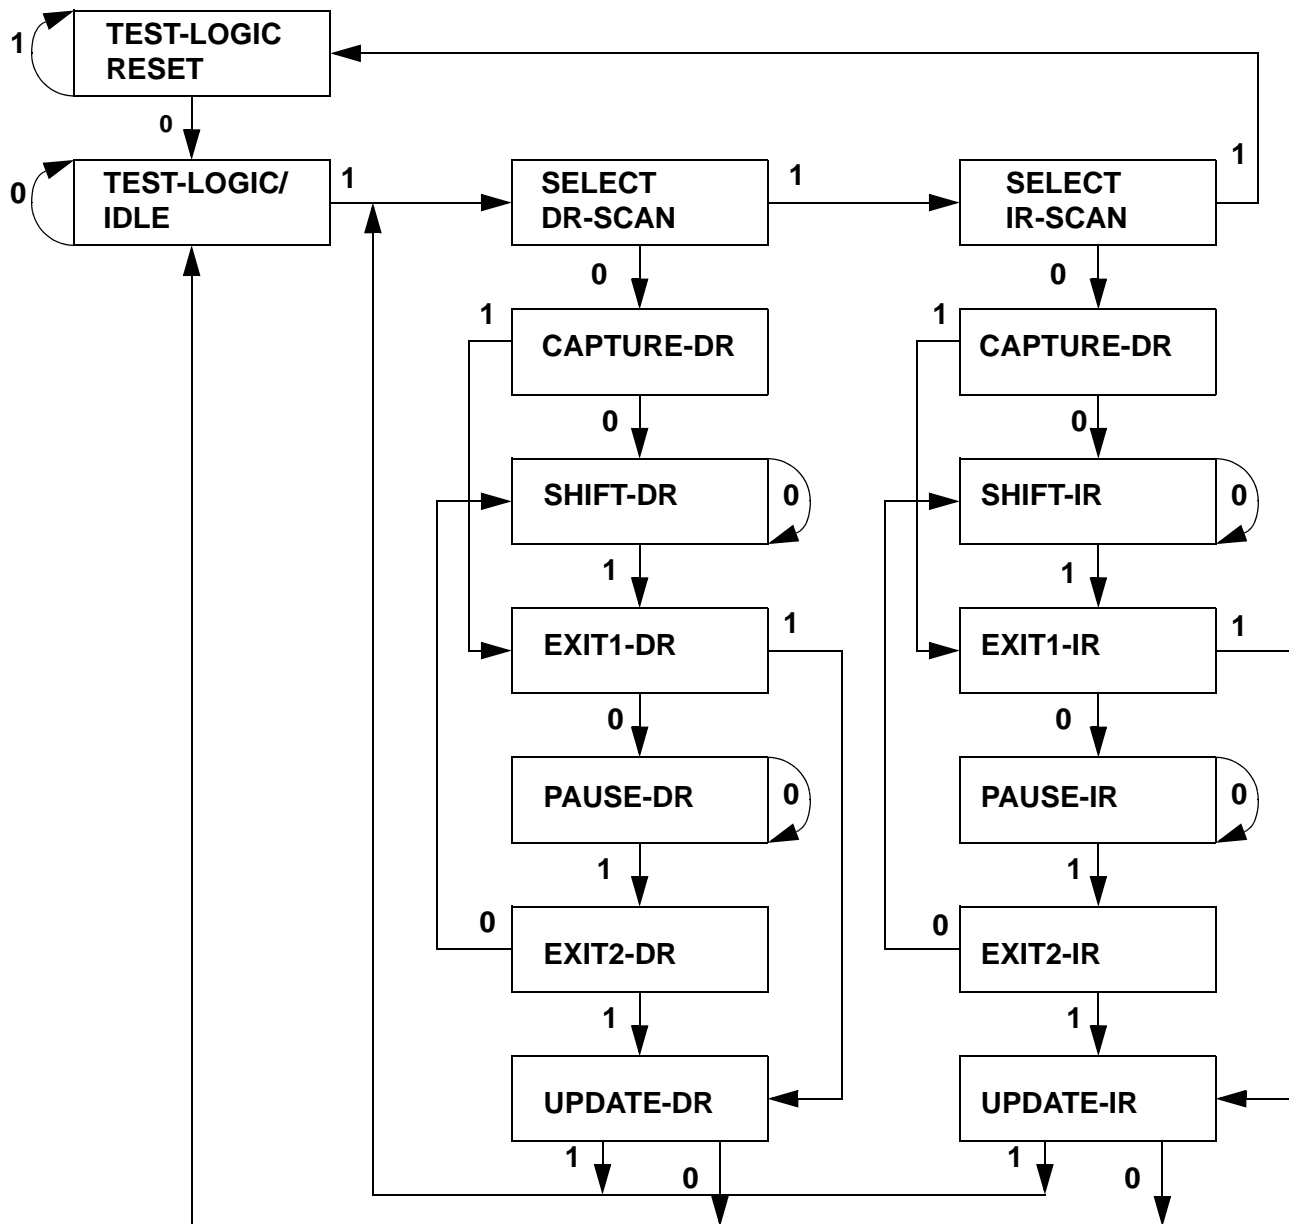 1
TEST-LOGIC
RESET
0
0
TEST-LOGIC/
IDLE
1
SELECT
DR-SCAN
1
SELECT
IR-SCAN
1
0
0
1
CAPTURE-DR
1
CAPTURE-DR
0
0
SHIFT-DR
0
SHIFT-IR
0
1
1
EXIT1-DR
1
EXIT1-IR
1
0
0
PAUSE-DR
0
PAUSE-IR
0
1
1
0
EXIT2-DR
0
EXIT2-IR
1
1
UPDATE-DR
UPDATE-IR
1
0
1
0